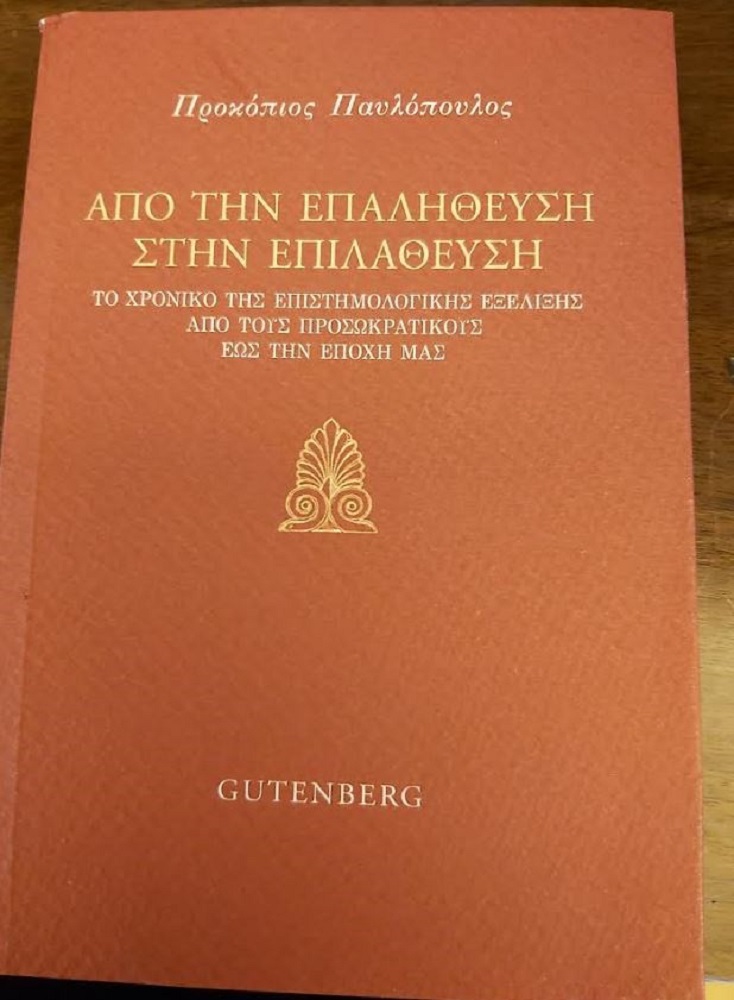 Προκόπιος Παυλόπουλος
ΑΠΟ ΤΗΝ ΕΠΑΛΗΘΕΥΣΗ
ΣΤΗΝ ΕΠΙΛΑΘΕΥΣΗ
ΤΟ ΧΡΟΝΙΚΟ ΤΗΣ ΕΠΙΣΤΗΜΟΛΟΓΙΚΗΣ ΕΞΕΛΙΞΗΣ
ΑΠΟ ΤΟΥΣ ΠΡΟΣΩΚΡΑΤΙΚΟΥΣ
ΕΩΣ ΤΗΝ ΕΠΟΧΗ ΜΑΣ
GUTENBERG